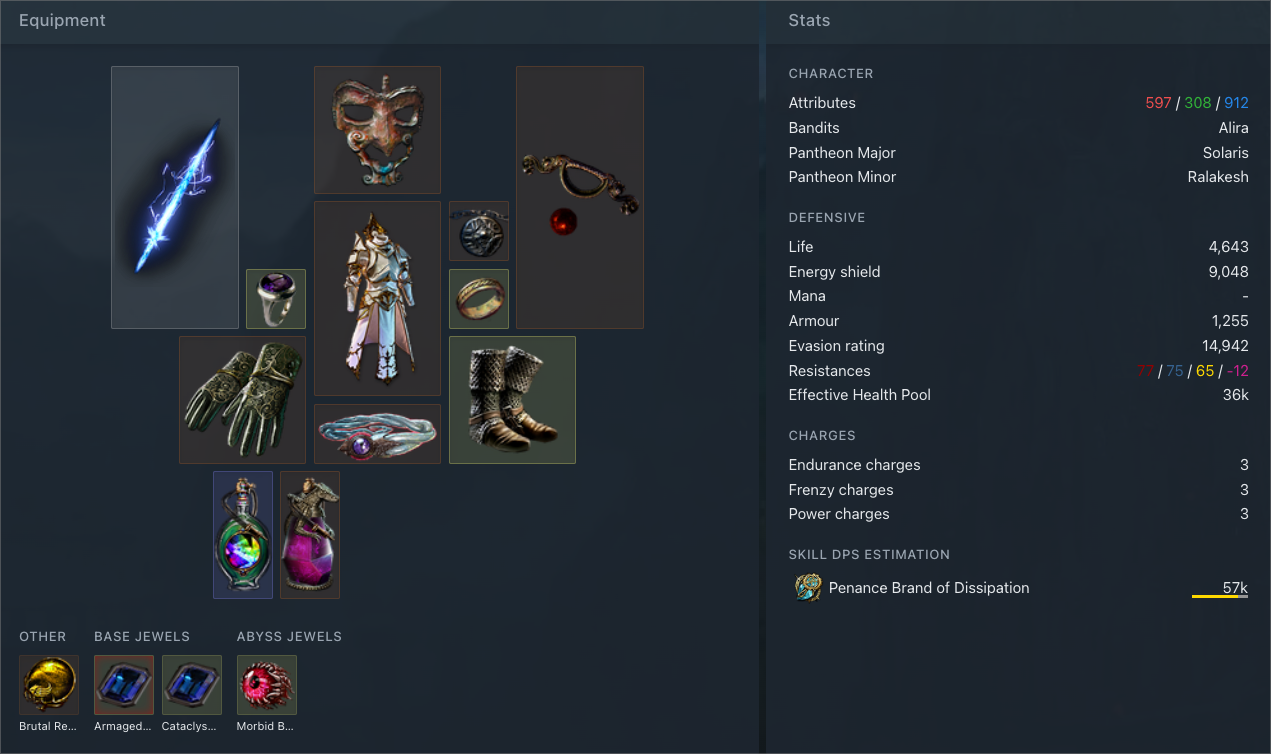 Equipment
Stats
CHARACTER
Attributes 597 / 308 / 912
Bandits Alira
Pantheon Major Solaris
Pantheon Minor Ralakesh
DEFENSIVE
Life 4,643
Energy shield 9,048
Mana -
Armour 1,255
Evasion rating 14,942
Resistances 77 / 75 / 65 / -12
Effective Health Pool 36k
CHARGES
Endurance charges 3
Frenzy charges 3
Power charges 3
SKILL DPS ESTIMATION
Penance Brand of Dissipation 57k
OTHER BASE JEWELS ABYSS JEWELS
Brutal Re... Armaged... Cataclys... Morbid B...